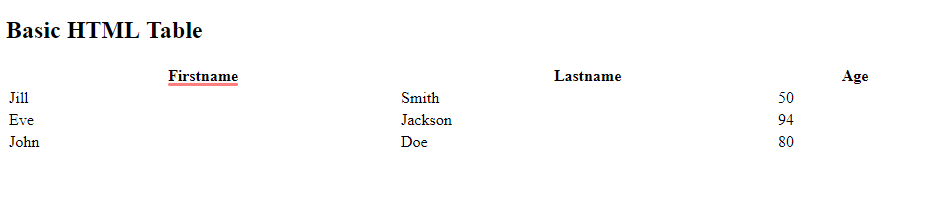 Basic HTML Table
Firstname Lastname Age
Jill Smith 50
Eve Jackson 94
John Doe 80